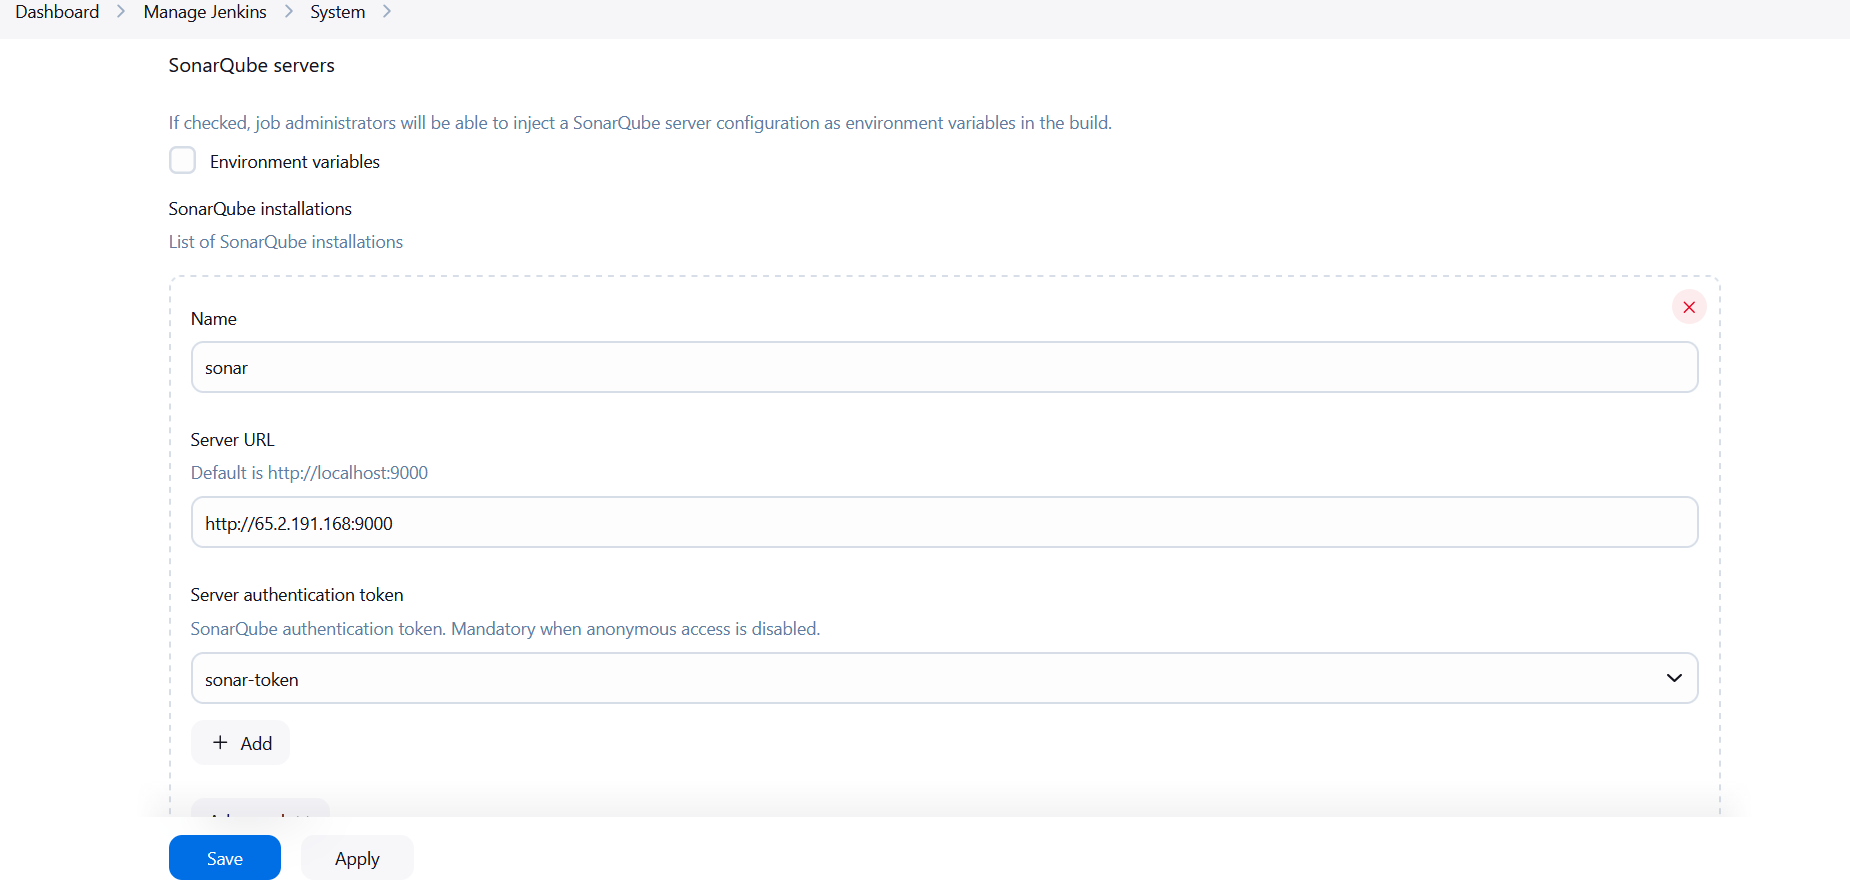 Dashboard > Manage Jenkins > System >
SonarQube servers
If checked, job administrators will be able to inject a SonarQube server configuration as environment variables in the build.
Environment variables
SonarQube installations
List of SonarQube installations
Name
sonar
Server URL
Default is http://localhost:9000
http://65.2.191.168:9000
Server authentication token
SonarQube authentication token. Mandatory when anonymous access is disabled.
sonar-token
+ Add
Save Apply